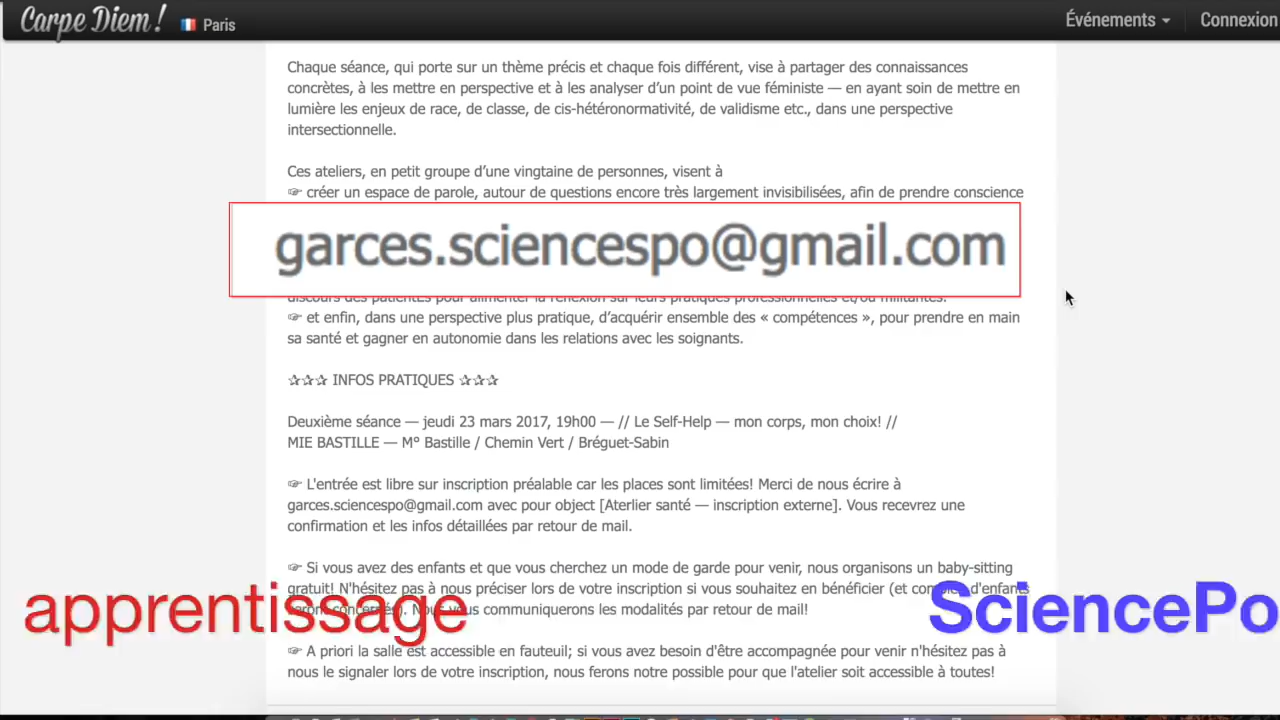 Carpe Diem !
Paris
Événements
Connexion
Chaque séance, qui porte sur un thème précis et chaque fois différent, vise à partager des connaissances
concrètes, à les mettre en perspective et à les analyser d’un point de vue féministe — en ayant soin de mettre en
lumière les enjeux de race, de classe, de cis-hétéronormativité, de validisme etc., dans une perspective
intersectionnelle.
Ces ateliers, en petit groupe d’une vingtaine de personnes, visent à
☞ créer un espace de parole, autour de questions encore très largement invisibilisées, afin de prendre conscience
garces.sciencespo@gmail.com
discours des patientEs pour alimenter la réflexion sur leurs pratiques professionnelles et/ou militantes.
☞ et enfin, dans une perspective plus pratique, d’acquérir ensemble des « compétences », pour prendre en main
sa santé et gagner en autonomie dans les relations avec les soignants.
✰✰✰ INFOS PRATIQUES ✰✰✰
Deuxième séance — jeudi 23 mars 2017, 19h00 — // Le Self-Help — mon corps, mon choix! //
MIE BASTILLE — M° Bastille / Chemin Vert / Bréguet-Sabin
☞ L'entrée est libre sur inscription préalable car les places sont limitées! Merci de nous écrire à
garces.sciencespo@gmail.com avec pour object [Aterlier santé — inscription externe]. Vous recevrez une
confirmation et les infos détaillées par retour de mail.
☞ Si vous avez des enfants et que vous cherchez un mode de garde pour venir, nous organisons un baby-sitting
gratuit! N'hésitez pas à nous préciser lors de votre inscription si vous souhaitez en bénéficier (et combien d'enfants
seront concernés). Nous vous communiquerons les modalités par retour de mail!
apprentissage
SciencePo
☞ A priori la salle est accessible en fauteuil; si vous avez besoin d'être accompagnée pour venir n'hésitez pas à
nous le signaler lors de votre inscription, nous ferons notre possible pour que l'atelier soit accessible à toutes!